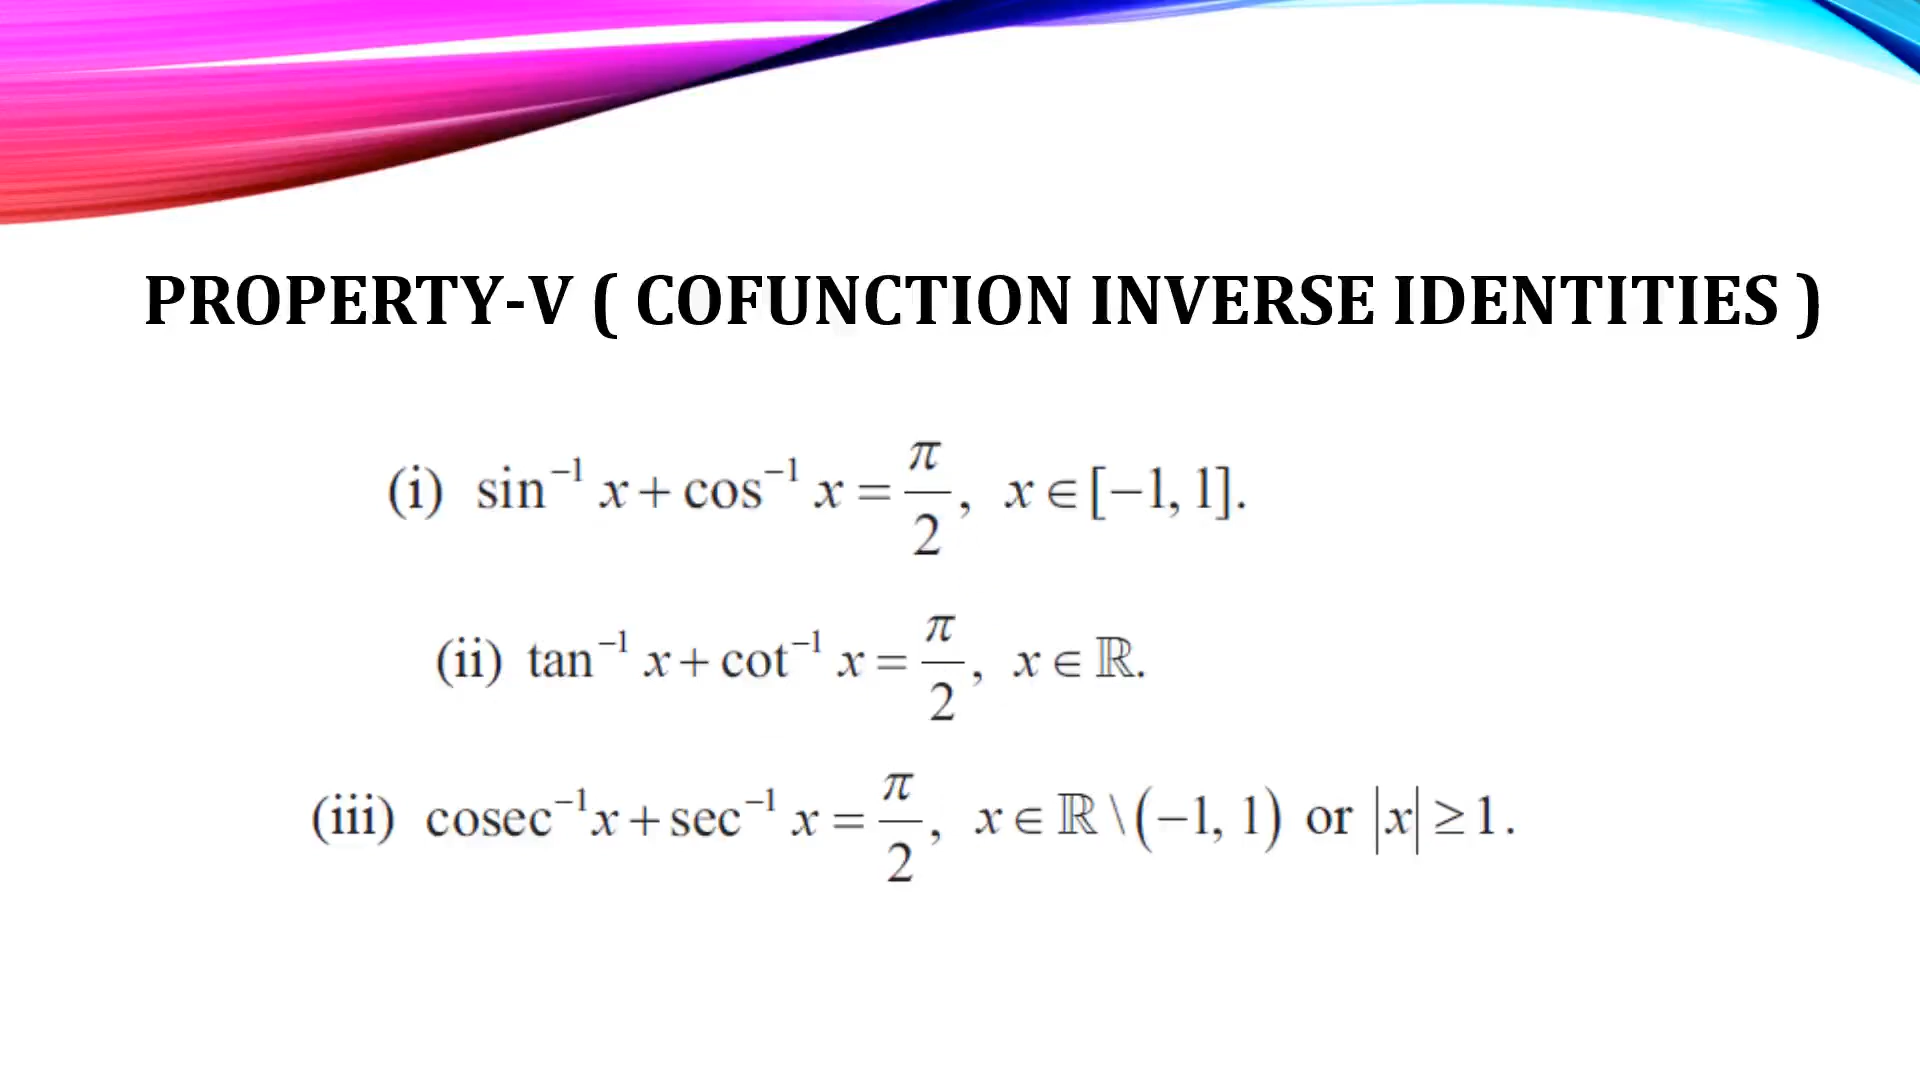 PROPERTY-V ( COFUNCTION INVERSE IDENTITIES )
(i) sin⁻¹ x + cos⁻¹ x = π/2, x ∈ [−1, 1].
(ii) tan⁻¹ x + cot⁻¹ x = π/2, x ∈ ℝ.
(iii) cosec⁻¹x + sec⁻¹ x = π/2, x ∈ ℝ \ (−1, 1) or |x| ≥ 1.